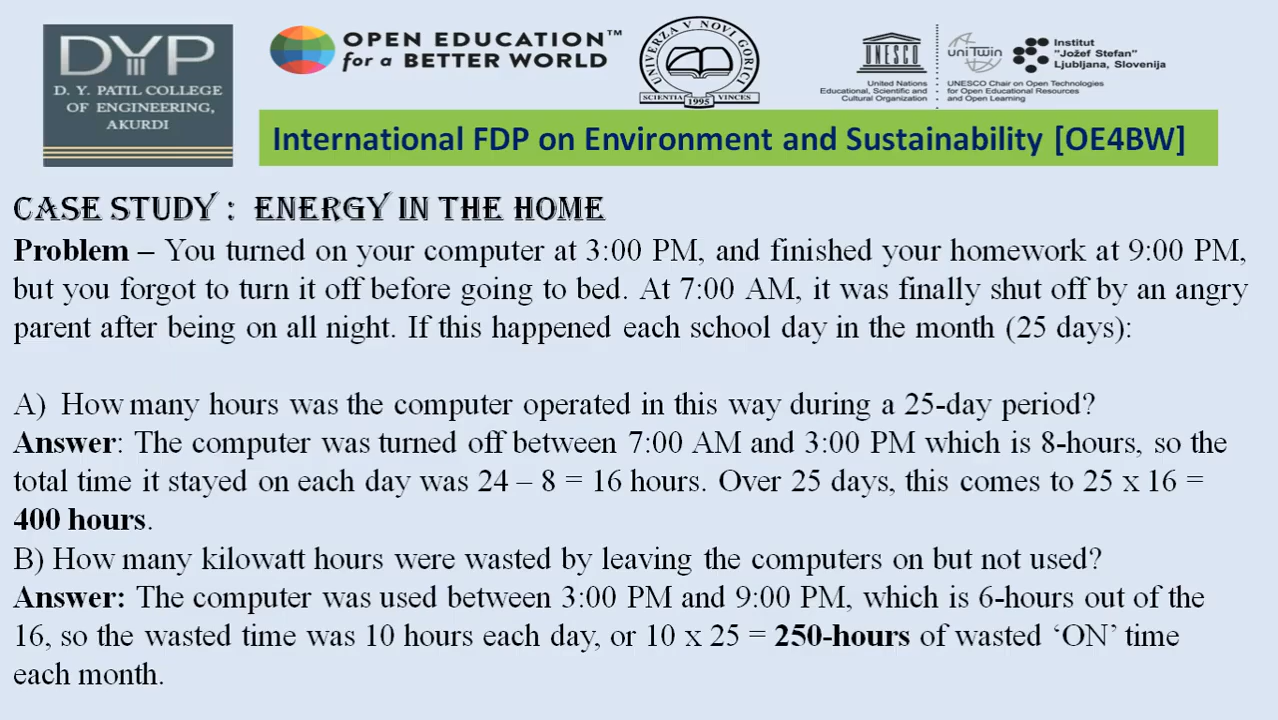 DYP
D. Y. PATIL COLLEGE
OF ENGINEERING,
AKURDI
OPEN EDUCATION™
for a BETTER WORLD
UNIVERZA V NOVI GORICI
SCIENTIA VINCES
1995
UNESCO
United Nations
Educational, Scientific and
Cultural Organization
uniTwin
Institut
"Jožef Stefan"
Ljubljana, Slovenija
UNESCO Chair on Open Technologies
for Open Educational Resources
and Open Learning
International FDP on Environment and Sustainability [OE4BW]
CASE STUDY : ENERGY IN THE HOME
Problem – You turned on your computer at 3:00 PM, and finished your homework at 9:00 PM,
but you forgot to turn it off before going to bed. At 7:00 AM, it was finally shut off by an angry
parent after being on all night. If this happened each school day in the month (25 days):
A) How many hours was the computer operated in this way during a 25-day period?
Answer: The computer was turned off between 7:00 AM and 3:00 PM which is 8-hours, so the
total time it stayed on each day was 24 – 8 = 16 hours. Over 25 days, this comes to 25 x 16 =
400 hours.
B) How many kilowatt hours were wasted by leaving the computers on but not used?
Answer: The computer was used between 3:00 PM and 9:00 PM, which is 6-hours out of the
16, so the wasted time was 10 hours each day, or 10 x 25 = 250-hours of wasted ‘ON’ time
each month.